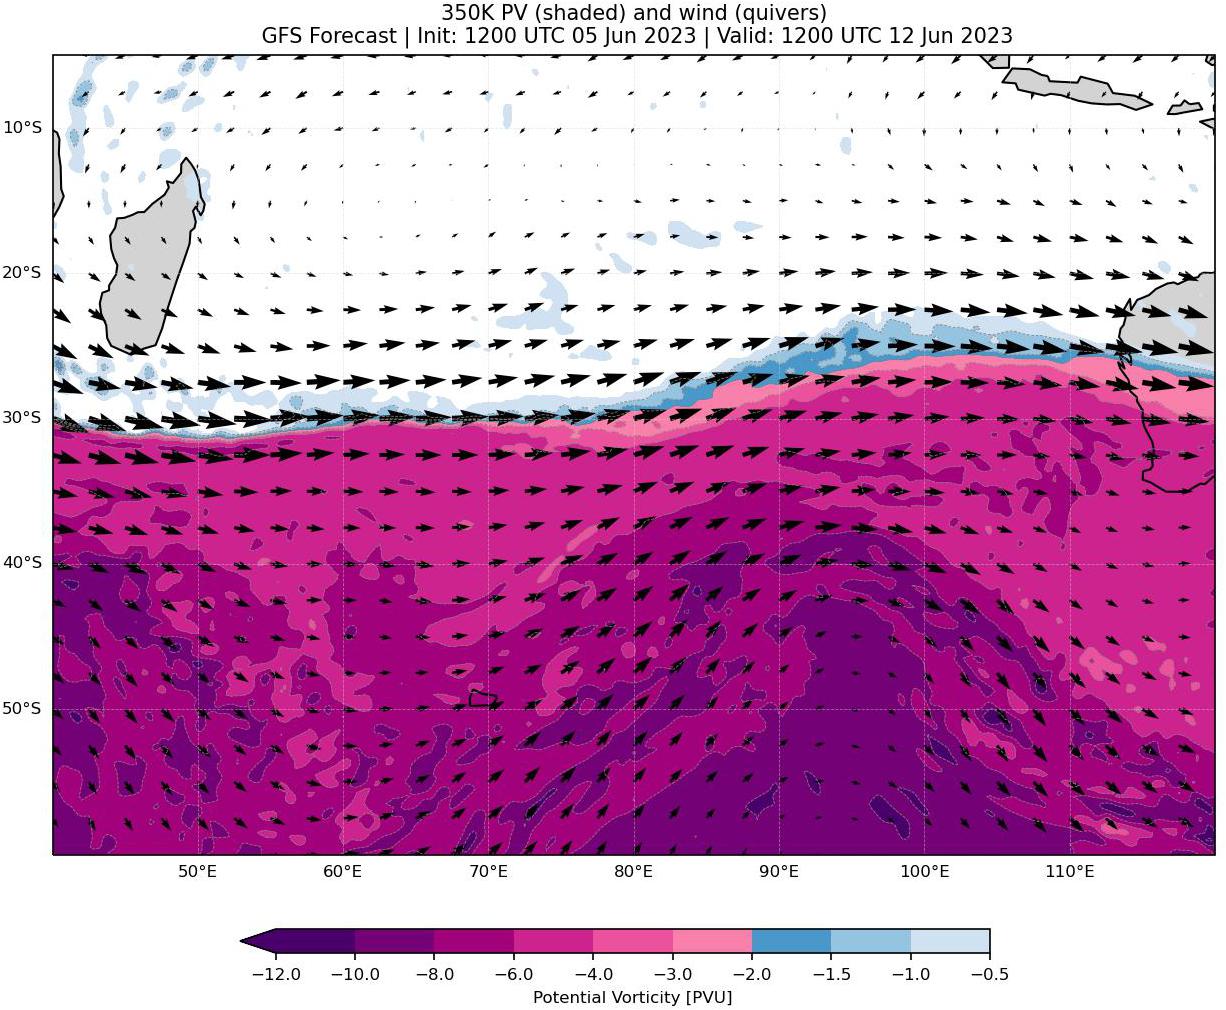 350K PV (shaded) and wind (quivers)
GFS Forecast | Init: 1200 UTC 05 Jun 2023 | Valid: 1200 UTC 12 Jun 2023
10°S
20°S
30°S
40°S
50°S
50°E 60°E 70°E 80°E 90°E 100°E 110°E
−12.0 −10.0 −8.0 −6.0 −4.0 −3.0 −2.0 −1.5 −1.0 −0.5
Potential Vorticity [PVU]